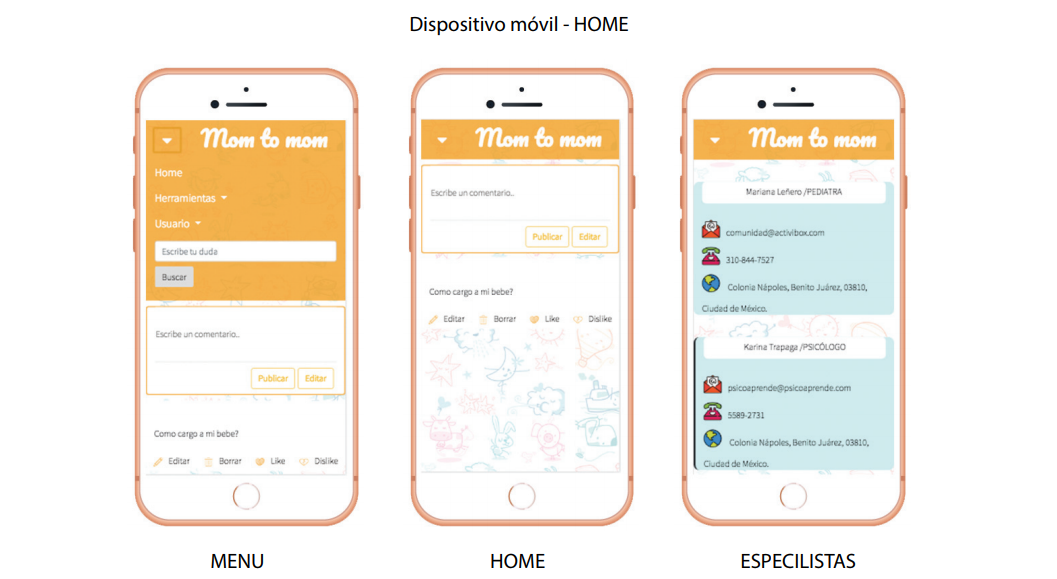 Dispositivo móvil - HOME
Mom to mom
Home
Herramientas
Usuario
Escribe tu duda
Buscar
Escribe un comentario..
Publicar Editar
Como cargo a mi bebe?
Editar Borrar Like Dislike
MENU
Mom to mom
Escribe un comentario..
Publicar Editar
Como cargo a mi bebe?
Editar Borrar Like Dislike
HOME
Mom to mom
Mariana Leñero /PEDIATRA
comunidad@activibox.com
310-844-7527
Colonia Nápoles, Benito Juárez, 03810,
Ciudad de México.
Karina Trapaga /PSICÓLOGO
psicoaprende@psicoaprende.com
5589-2731
Colonia Nápoles, Benito Juárez, 03810,
Ciudad de México.
ESPECILISTAS